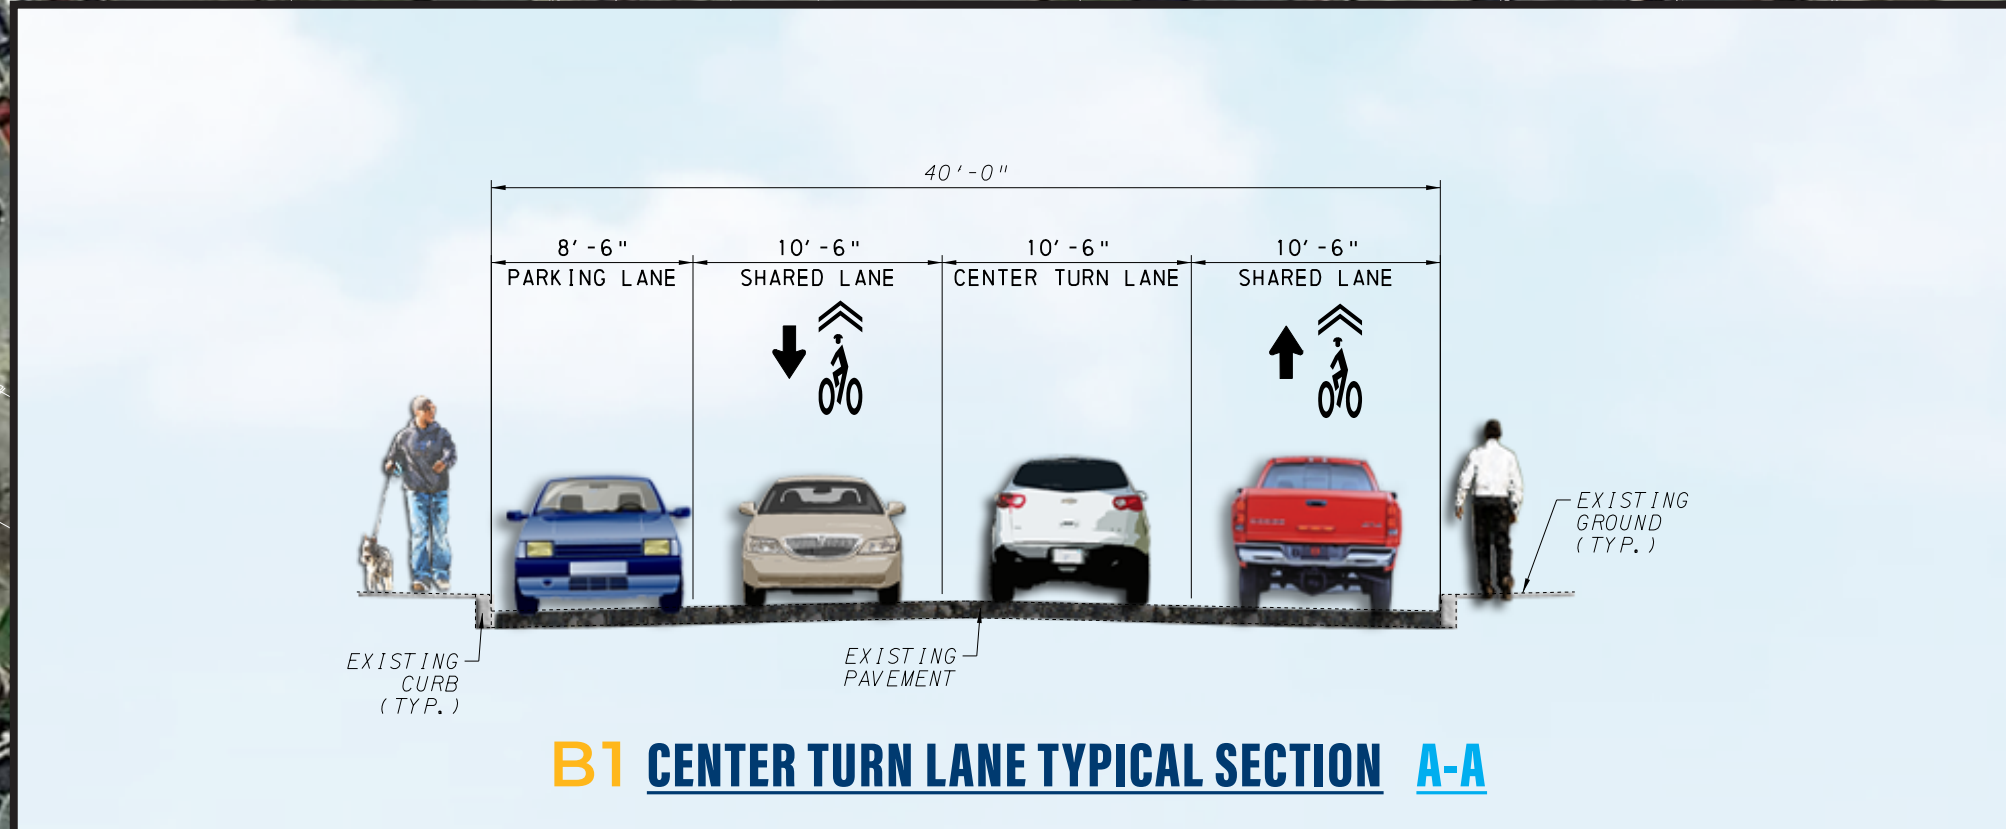 40'-0"
8'-6" 10'-6" 10'-6" 10'-6"
PARKING LANE SHARED LANE CENTER TURN LANE SHARED LANE
EXISTING
GROUND
(TYP.)
EXISTING
CURB
(TYP.)
EXISTING
PAVEMENT
B1 CENTER TURN LANE TYPICAL SECTION A-A